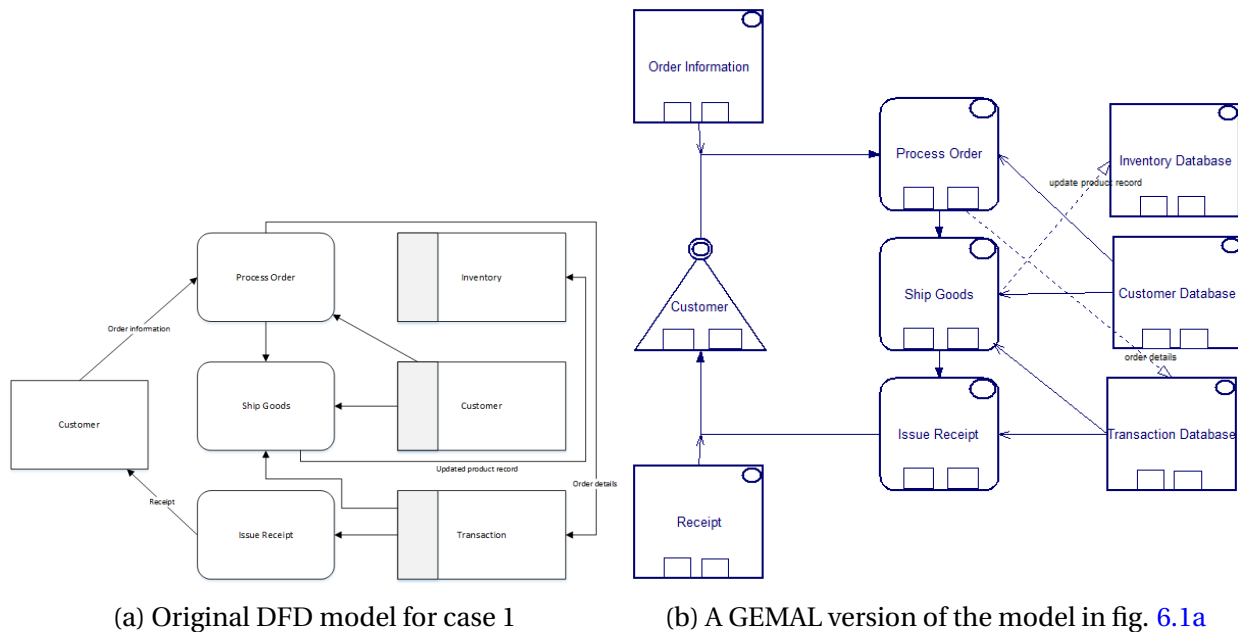 Process Order
Inventory
Order information
Ship Goods
Customer
Customer
Updated product record
Order details
Receipt
Issue Receipt
Transaction
(a) Original DFD model for case 1
Order Information
Process Order
Inventory Database
update product record
Customer
Ship Goods
Customer Database
order details
Issue Receipt
Transaction Database
Receipt
(b) A GEMAL version of the model in fig. 6.1a